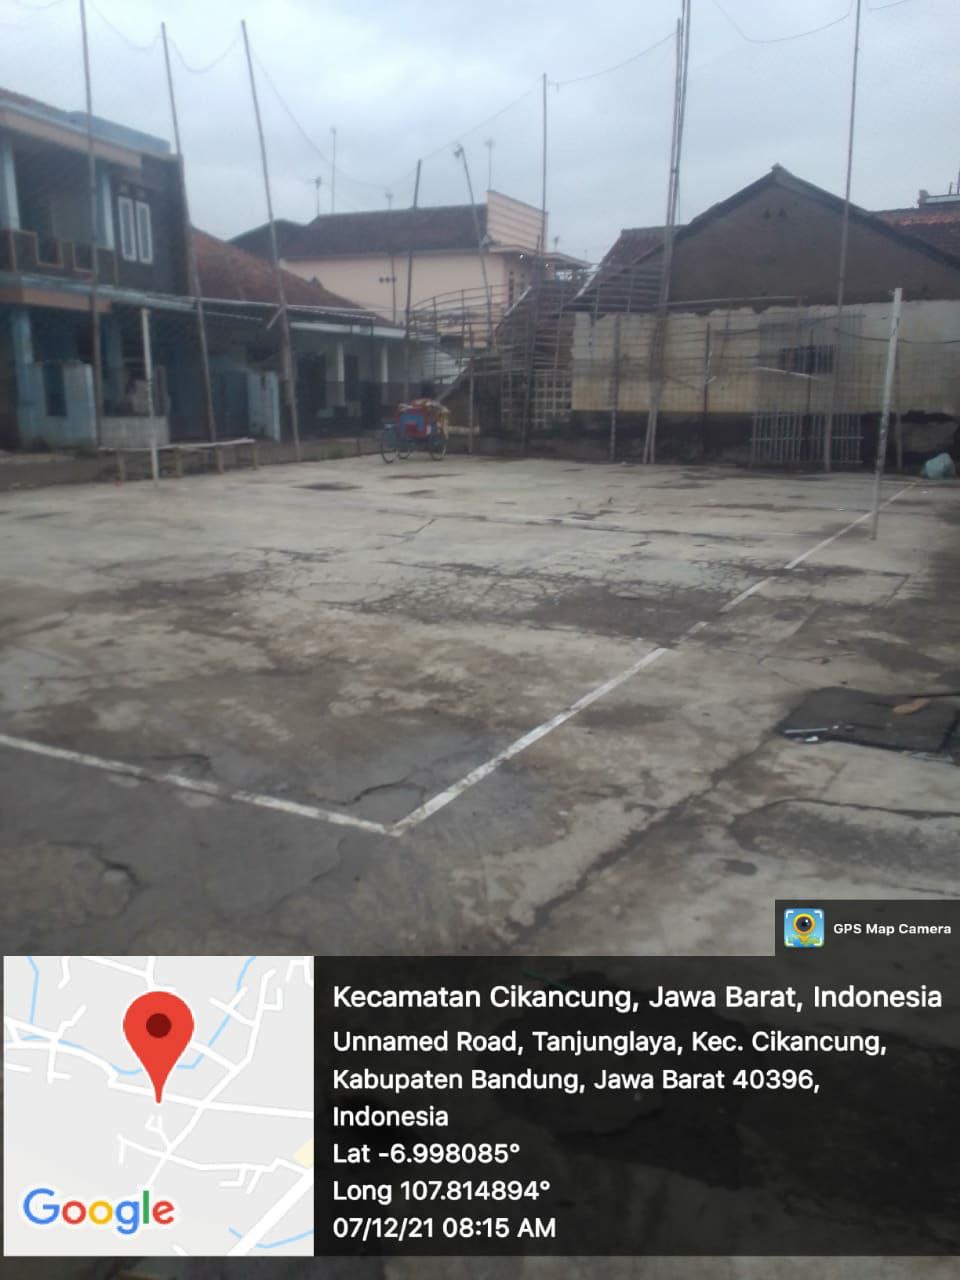 GPS Map Camera
Kecamatan Cikancung, Jawa Barat, Indonesia
Unnamed Road, Tanjunglaya, Kec. Cikancung,
Kabupaten Bandung, Jawa Barat 40396,
Indonesia
Lat -6.998085°
Long 107.814894°
07/12/21 08:15 AM
Google